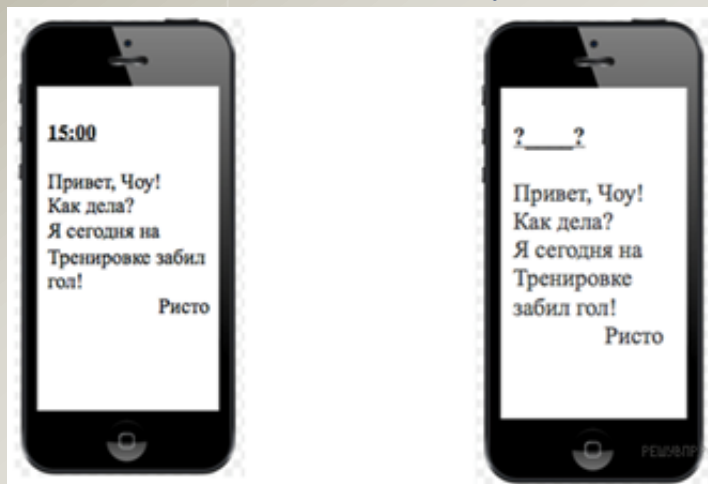 15:00
Привет, Чоу!
Как дела?
Я сегодня на
Тренировке забил
гол!
Ристо
?____?
Привет, Чоу!
Как дела?
Я сегодня на
Тренировке
забил гол!
Ристо
РЕШУВПР